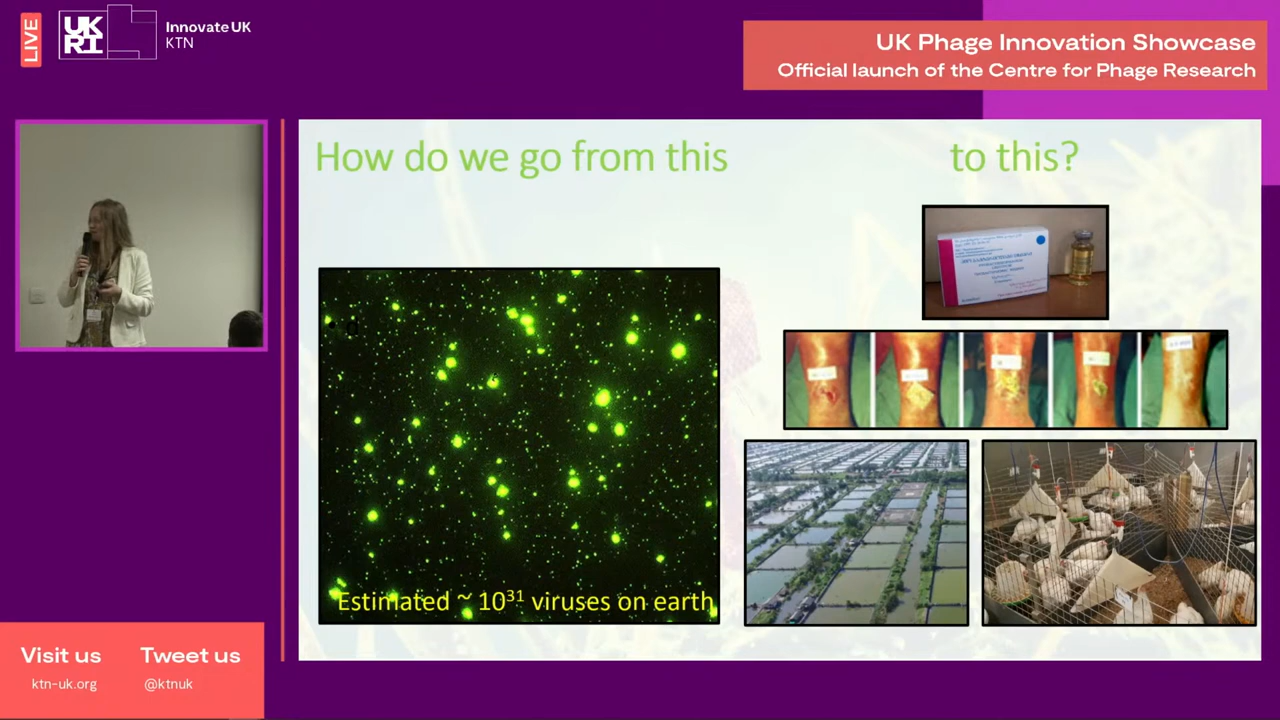 LIVE
UK
RI
Innovate UK
KTN
UK Phage Innovation Showcase
Official launch of the Centre for Phage Research
How do we go from this
to this?
Estimated ~ 10³¹ viruses on earth
Visit us
Tweet us
ktn-uk.org
@ktnuk